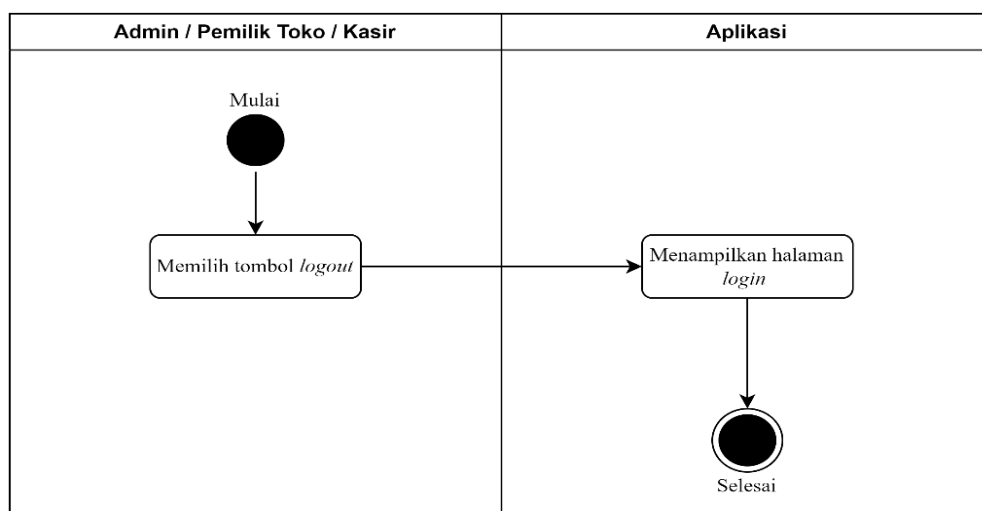 Admin / Pemilik Toko / Kasir
Aplikasi
Mulai
Memilih tombol logout
Menampilkan halaman
login
Selesai